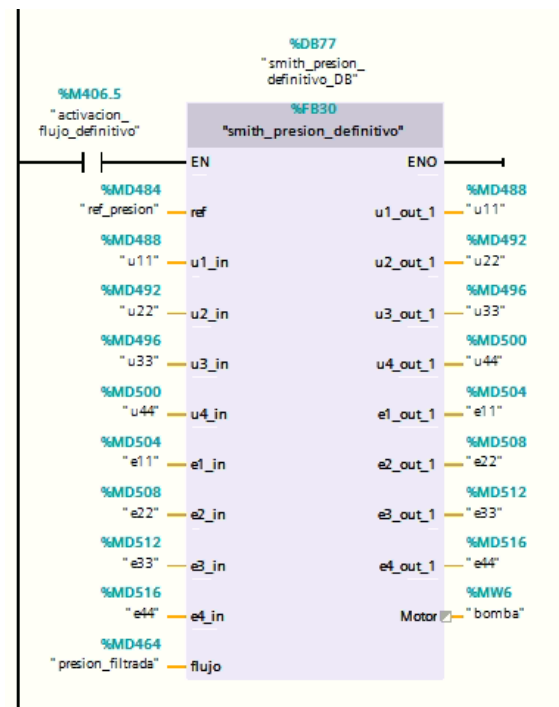 %DB77
"smith_presion_
definitivo_DB"
%M406.5
"activacion_
flujo_definitivo"
%FB30
"smith_presion_definitivo"
EN
ENO
%MD484
"ref_presion"
ref
u1_out_1
%MD488
"u11"
%MD488
"u11"
u1_in
u2_out_1
%MD492
"u22"
%MD492
"u22"
u2_in
u3_out_1
%MD496
"u33"
%MD496
"u33"
u3_in
u4_out_1
%MD500
"u44"
%MD500
"u44"
u4_in
e1_out_1
%MD504
"e11"
%MD504
"e11"
e1_in
e2_out_1
%MD508
"e22"
%MD508
"e22"
e2_in
e3_out_1
%MD512
"e33"
%MD512
"e33"
e3_in
e4_out_1
%MD516
"e44"
%MD516
"e44"
e4_in
Motor
%MW6
"bomba"
%MD464
"presion_filtrada"
flujo